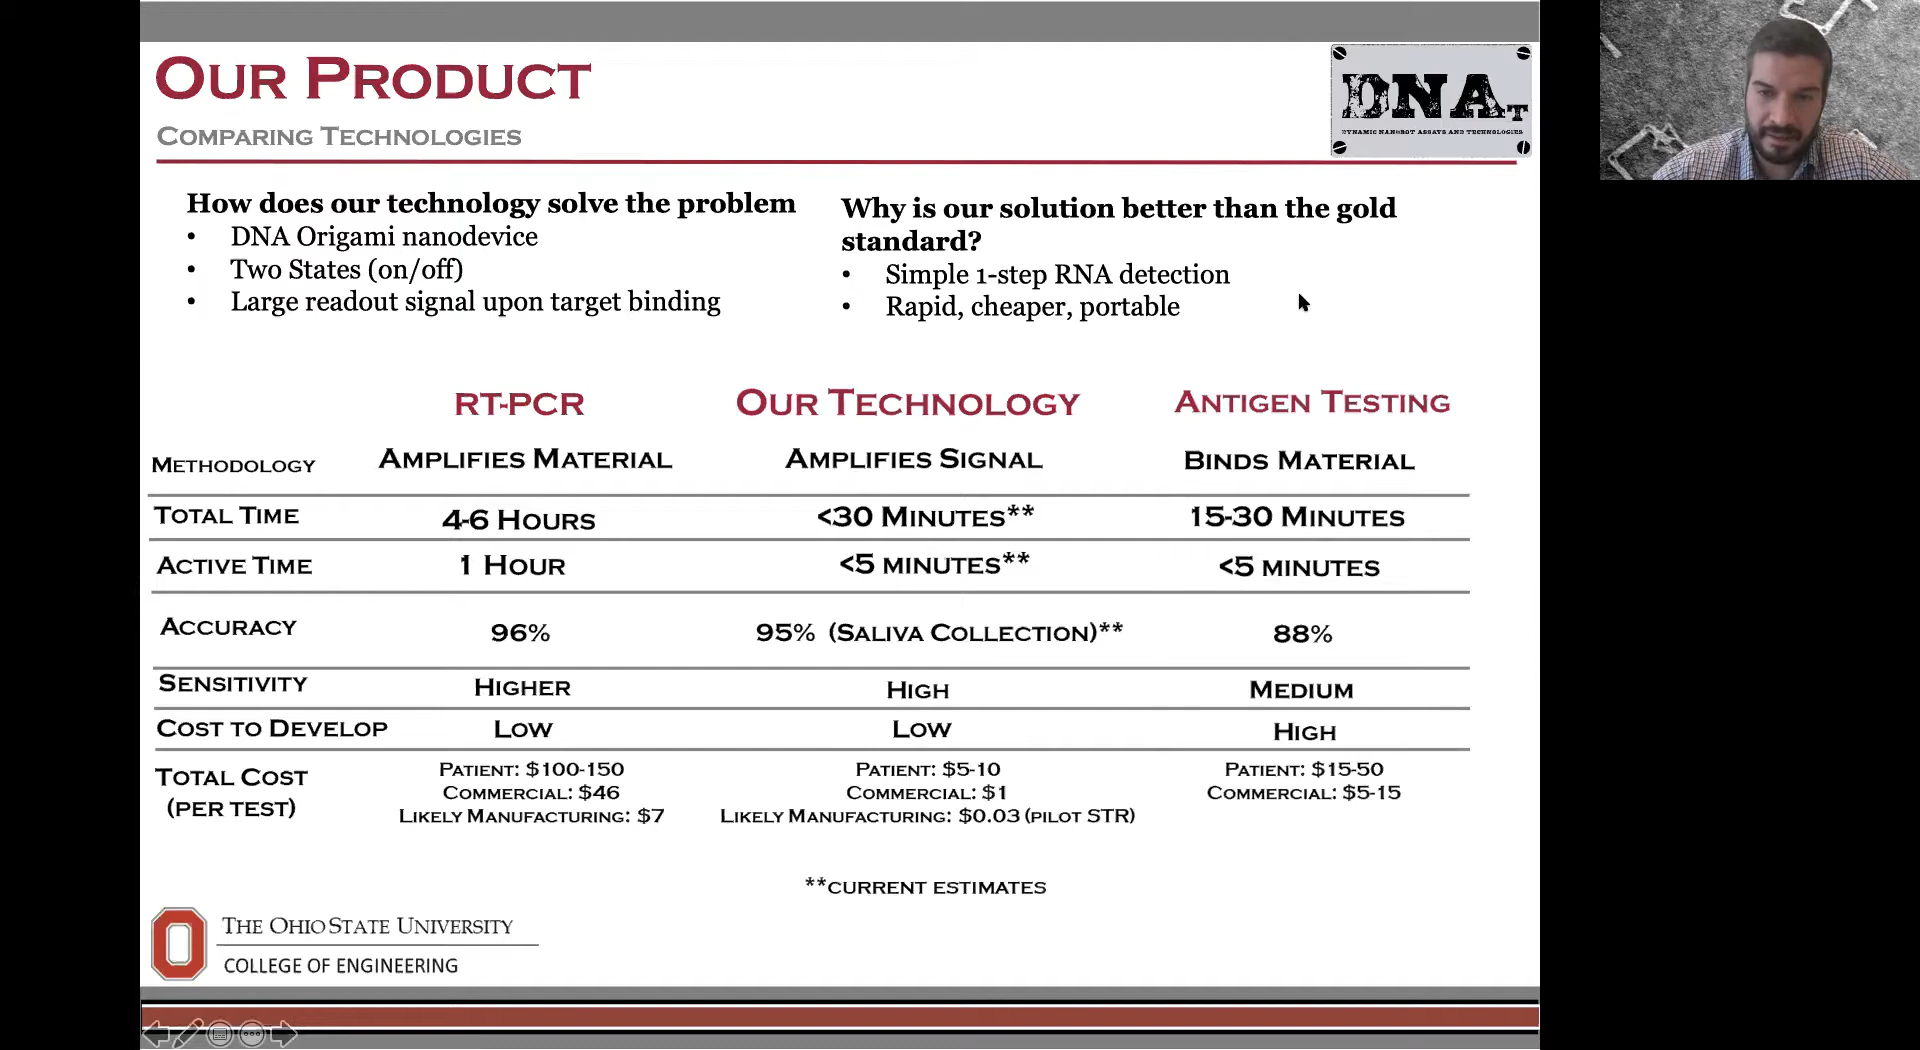 OUR PRODUCT
COMPARING TECHNOLOGIES
DNAT
DYNAMIC NANOBOT ASSAYS AND TECHNOLOGIES
How does our technology solve the problem
• DNA Origami nanodevice
• Two States (on/off)
• Large readout signal upon target binding
Why is our solution better than the gold
standard?
• Simple 1-step RNA detection
• Rapid, cheaper, portable
RT-PCR OUR TECHNOLOGY ANTIGEN TESTING
METHODOLOGY AMPLIFIES MATERIAL AMPLIFIES SIGNAL BINDS MATERIAL
TOTAL TIME 4-6 HOURS <30 MINUTES** 15-30 MINUTES
ACTIVE TIME 1 HOUR <5 MINUTES** <5 MINUTES
ACCURACY 96% 95% (SALIVA COLLECTION)** 88%
SENSITIVITY HIGHER HIGH MEDIUM
COST TO DEVELOP LOW LOW HIGH
TOTAL COST
(PER TEST)
PATIENT: $100-150
COMMERCIAL: $46
LIKELY MANUFACTURING: $7
PATIENT: $5-10
COMMERCIAL: $1
LIKELY MANUFACTURING: $0.03 (PILOT STR)
PATIENT: $15-50
COMMERCIAL: $5-15
**CURRENT ESTIMATES
THE OHIO STATE UNIVERSITY
COLLEGE OF ENGINEERING